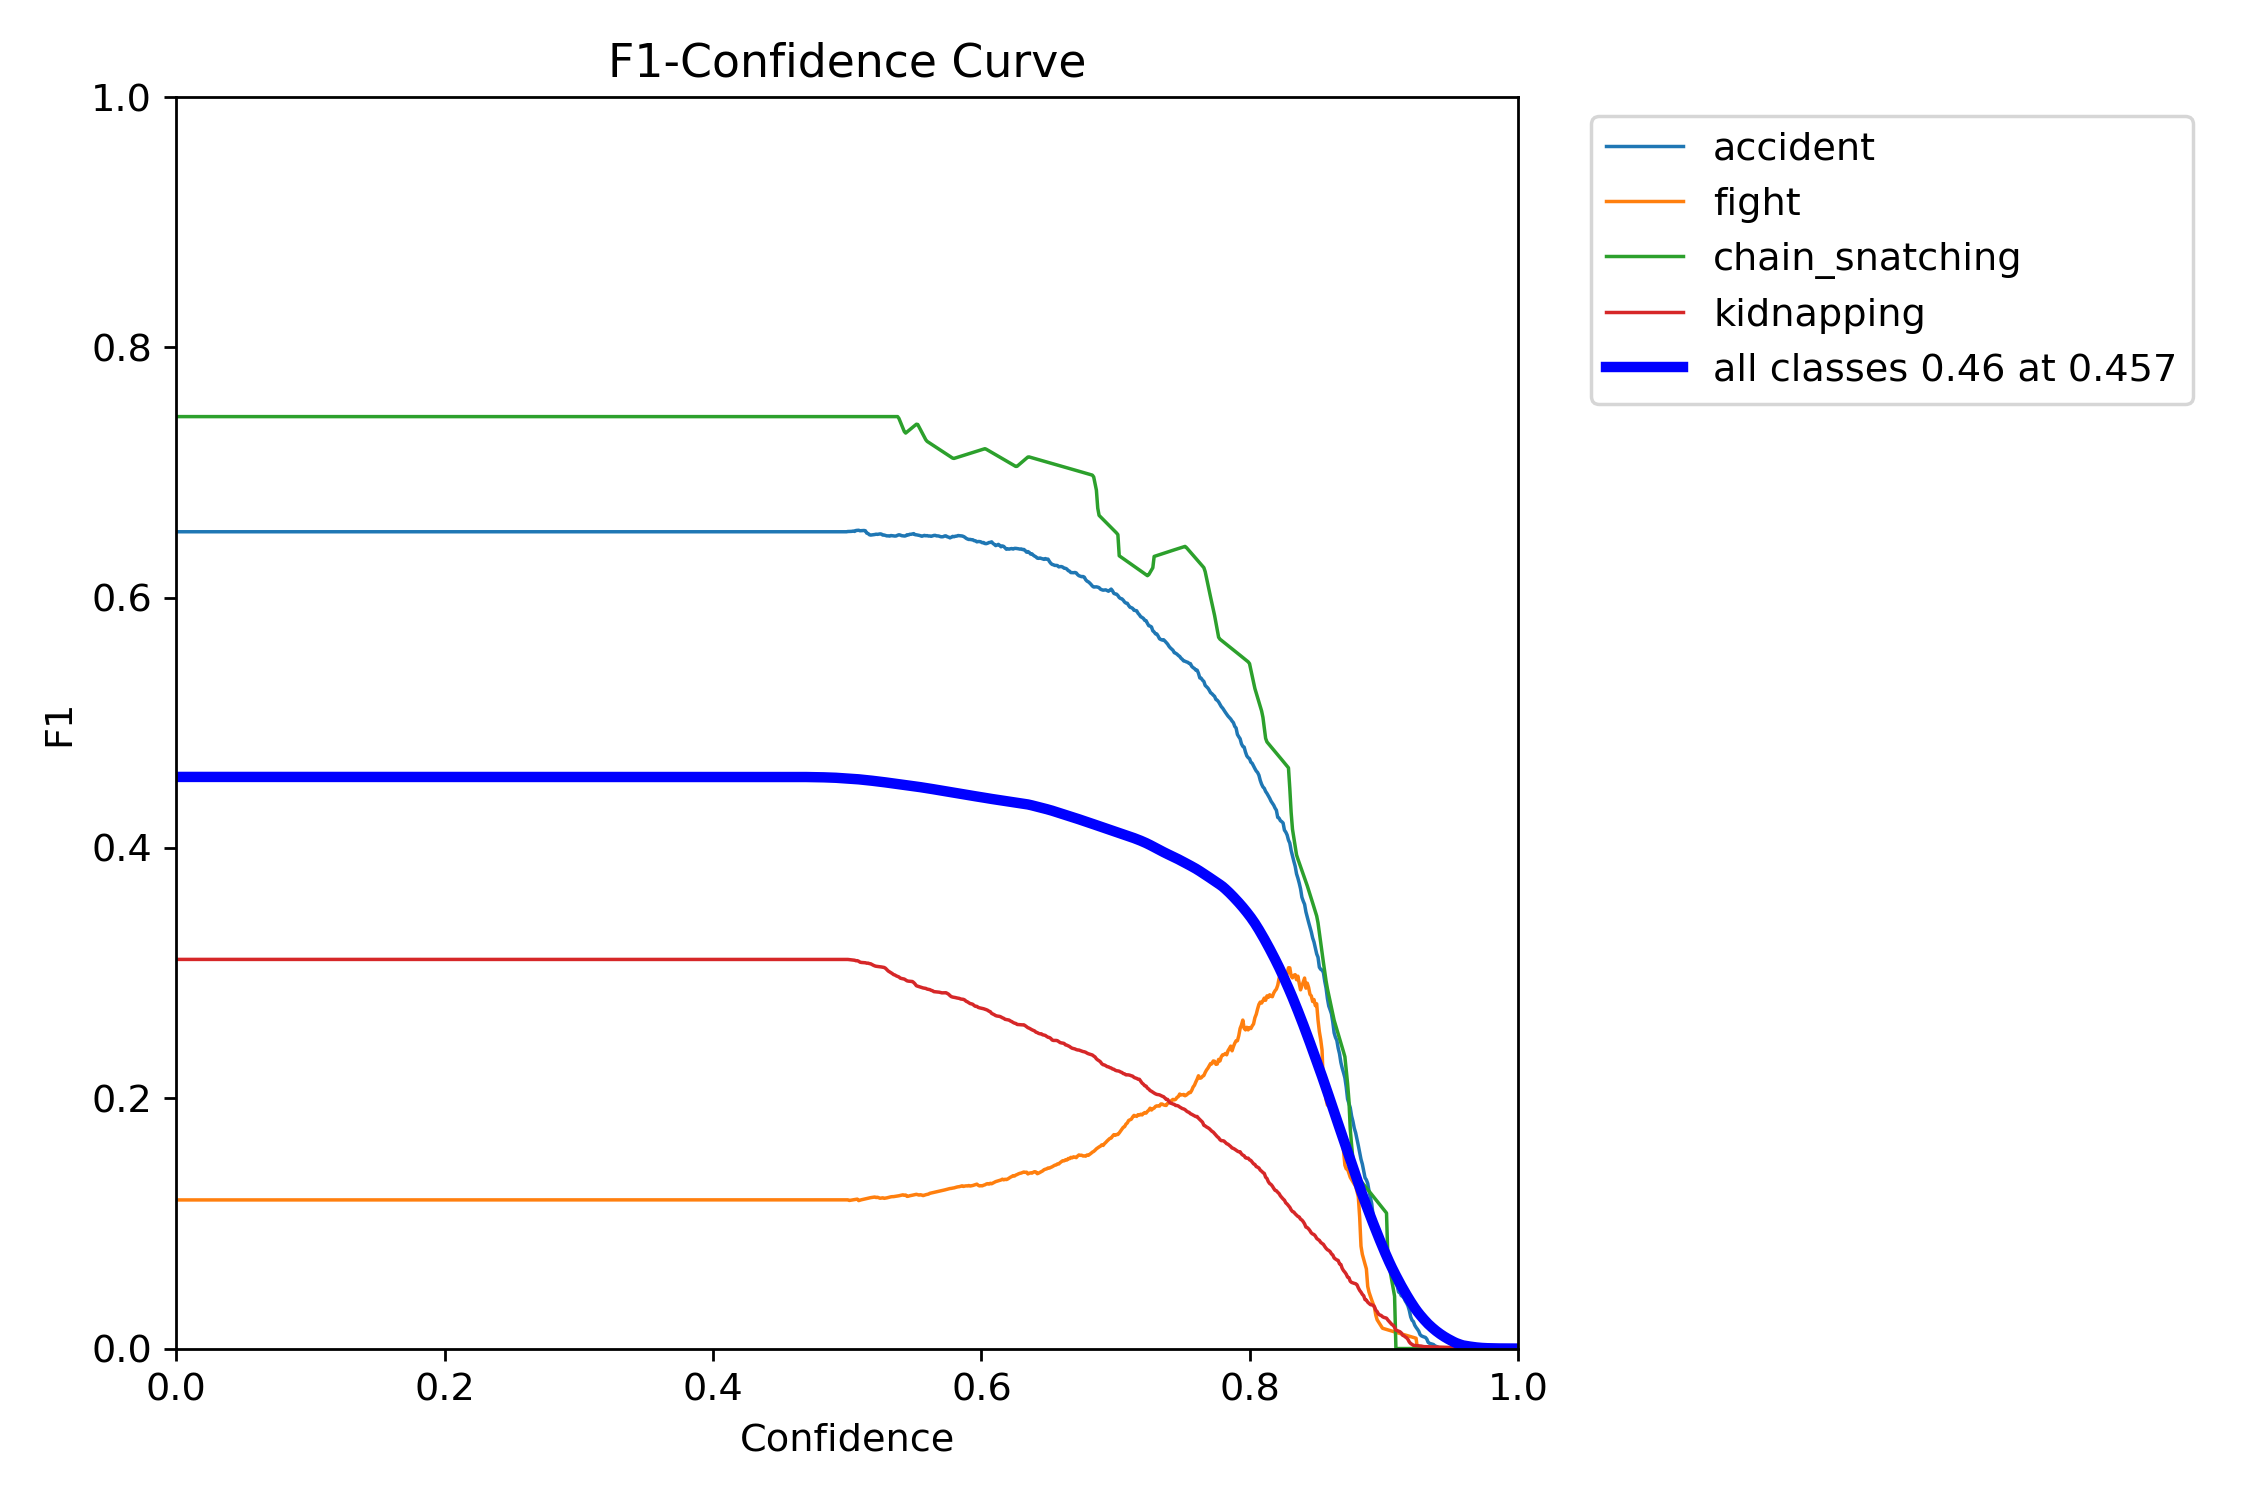 F1-Confidence Curve
1.0
0.8
0.6
0.4
0.2
0.0
F1
0.0 0.2 0.4 0.6 0.8 1.0
Confidence
accident
fight
chain_snatching
kidnapping
all classes 0.46 at 0.457